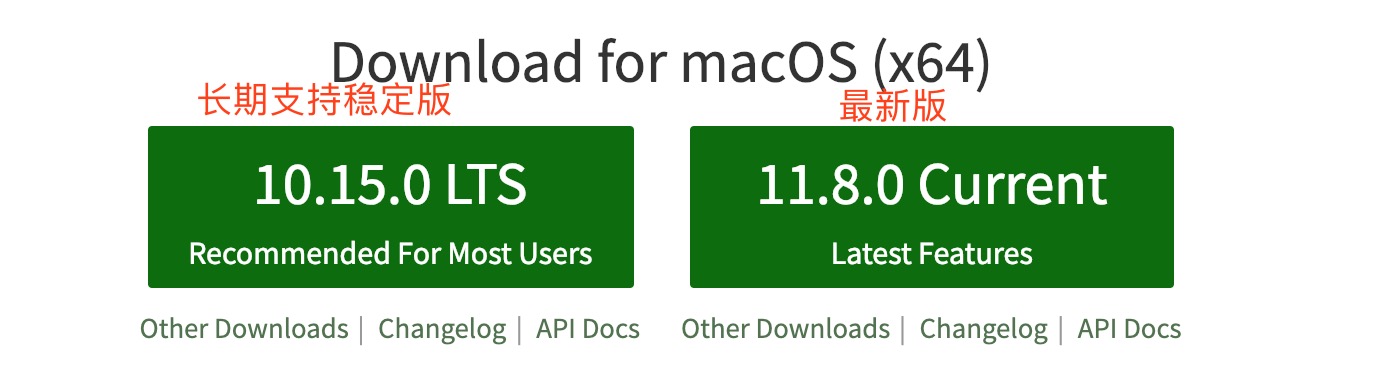 Download for macOS (x64)
长期支持稳定版
最新版
10.15.0 LTS
Recommended For Most Users
11.8.0 Current
Latest Features
Other Downloads | Changelog | API Docs
Other Downloads | Changelog | API Docs